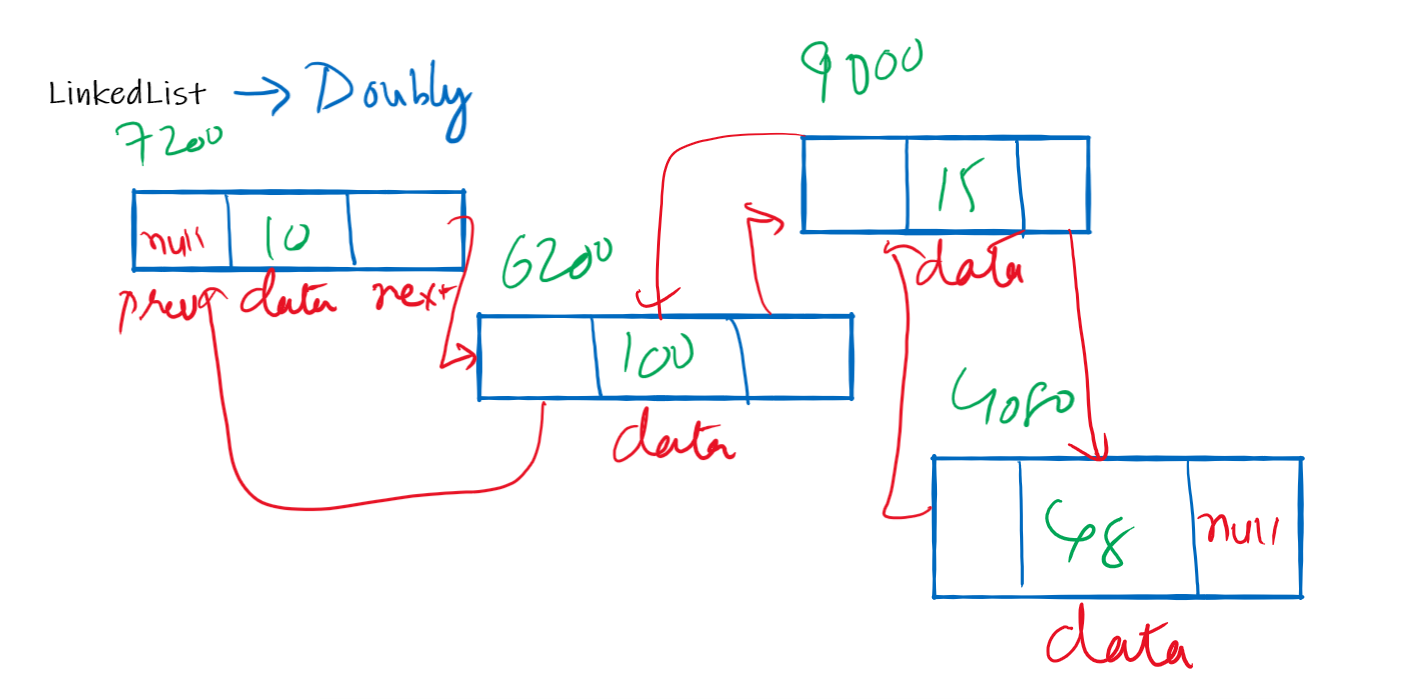 LinkedList → Doubly
7200
9000
null 10
prev data next
15
data
6200
100
data
4080
48 null
data